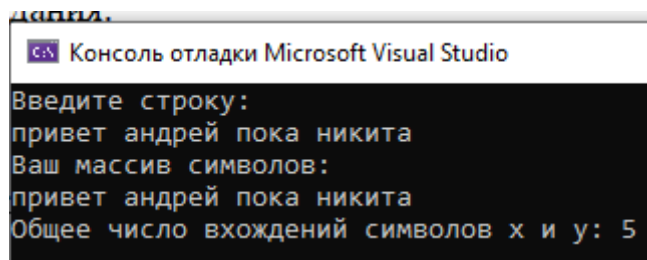 дания.
Консоль отладки Microsoft Visual Studio
Введите строку:
привет андрей пока никита
Ваш массив символов:
привет андрей пока никита
Общее число вхождений символов x и y: 5